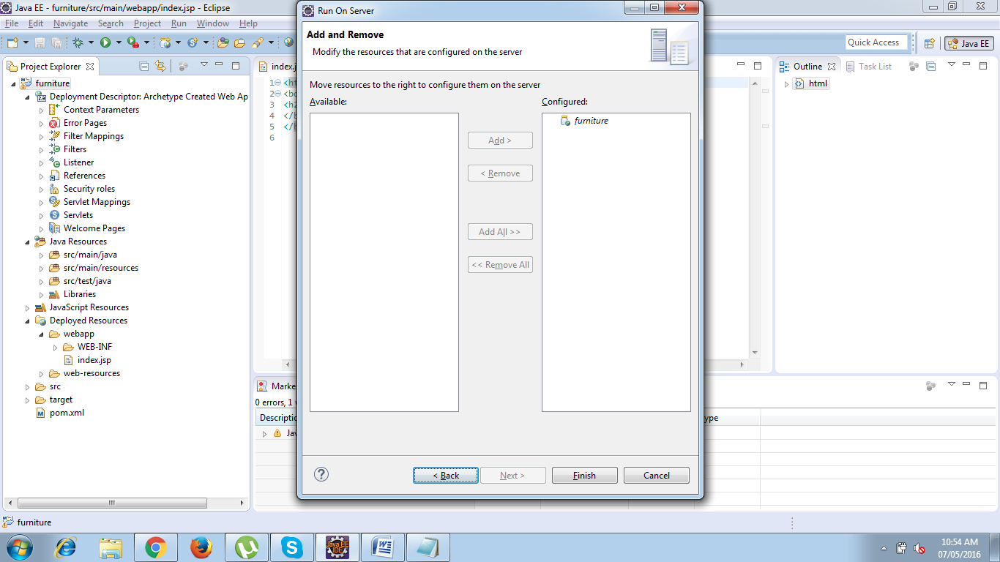 Java EE - furniture/src/main/webapp/index.jsp - Eclipse
File Edit Navigate Search Project Run Window Help
Quick Access
Java EE
Project Explorer
furniture
Deployment Descriptor: Archetype Created Web Ap
Context Parameters
Error Pages
Filter Mappings
Filters
Listener
References
Security roles
Servlet Mappings
Servlets
Welcome Pages
Java Resources
src/main/java
src/main/resources
src/test/java
Libraries
JavaScript Resources
Deployed Resources
webapp
WEB-INF
index.jsp
web-resources
src
target
pom.xml
index.j
1 <ht
2 <bo
3 <h2
4 </b
5 </h
6
Run On Server
Add and Remove
Modify the resources that are configured on the server
Move resources to the right to configure them on the server
Available:
Configured:
furniture
Add >
< Remove
Add All >>
<< Remove All
< Back
Next >
Finish
Cancel
Outline
Task List
html
Marke
0 errors, 1
Descriptio
ype
Jav
furniture
Java EE
IDE
10:54 AM
07/05/2016